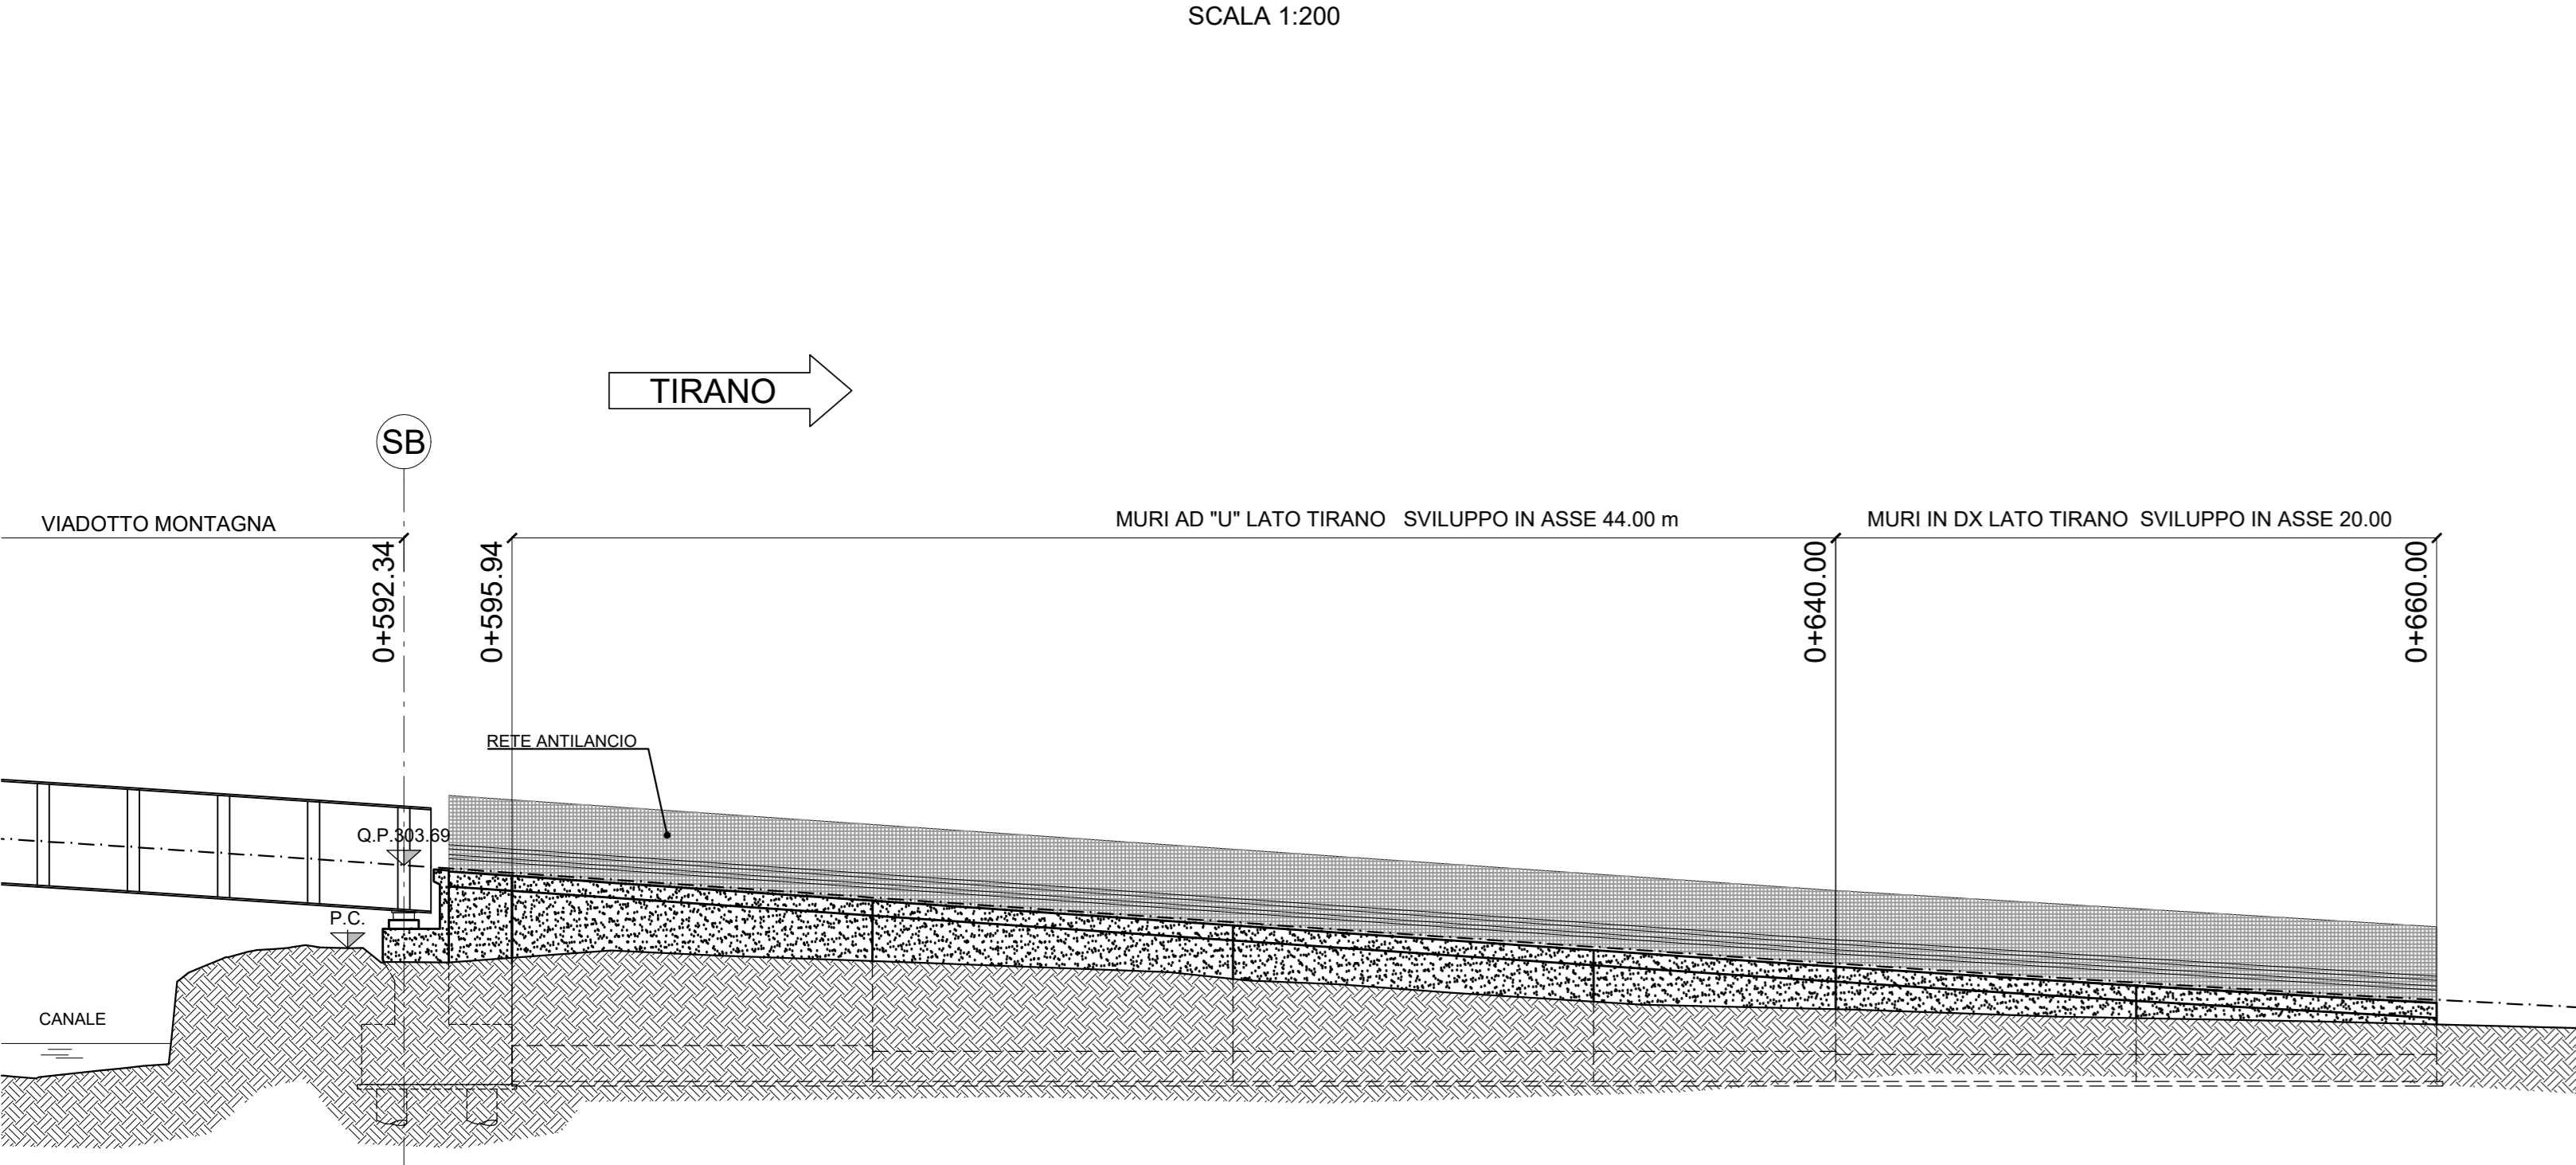 SCALA 1:200
TIRANO
SB
VIADOTTO MONTAGNA
MURI AD "U" LATO TIRANO SVILUPPO IN ASSE 44.00 m
MURI IN DX LATO TIRANO SVILUPPO IN ASSE 20.00
0+592.34
0+595.94
0+640.00
0+660.00
RETE ANTILANCIO
Q.P.303.69
P.C.
CANALE